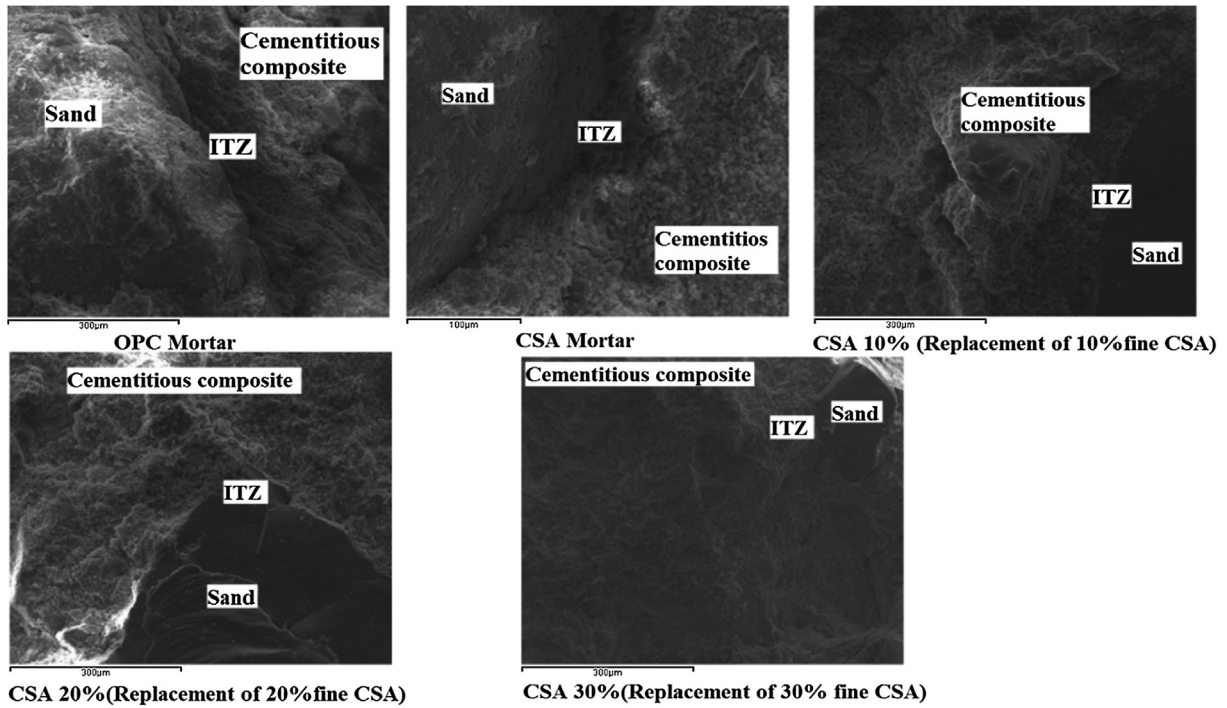 Cementitious
composite
Sand
ITZ
300µm
OPC Mortar
Sand
ITZ
Cementitios
composite
100µm
CSA Mortar
Cementitious
composite
ITZ
Sand
300µm
CSA 10% (Replacement of 10%fine CSA)
Cementitious composite
ITZ
Sand
300µm
CSA 20%(Replacement of 20%fine CSA)
Cementitious composite
Sand
ITZ
300µm
CSA 30%(Replacement of 30% fine CSA)